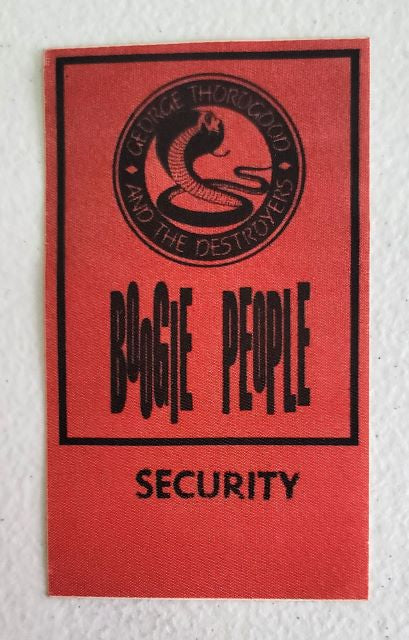 GEORGE THOROGOOD
AND THE DESTROYERS
BOOGIE PEOPLE
SECURITY